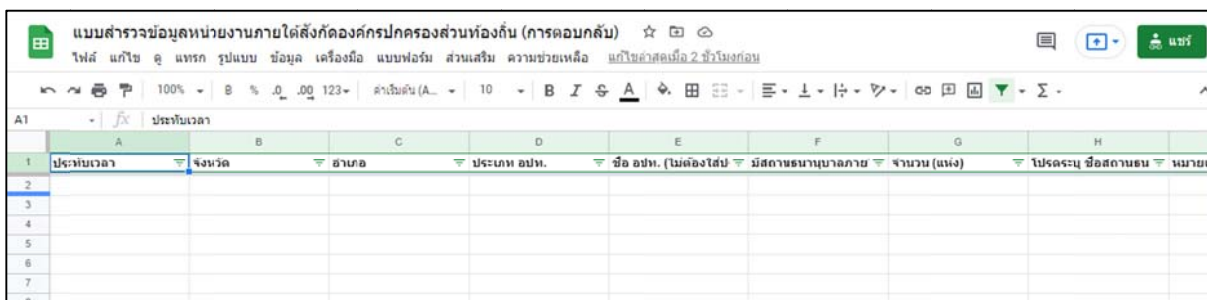 แบบสำรวจข้อมูลหน่วยงานภายใต้สังกัดองค์กรปกครองส่วนท้องถิ่น (การตอบกลับ)
ไฟล์ แก้ไข ดู แทรก รูปแบบ ข้อมูล เครื่องมือ แบบฟอร์ม ส่วนเสริม ความช่วยเหลือ แก้ไขล่าสุดเมื่อ 2 ชั่วโมงก่อน
แชร์
100% B % .0 .00 123 ค่าเริ่มต้น (A... 10 B I S A Σ
A1 fx ประทับเวลา
A B C D E F G H
1 ประทับเวลา จังหวัด อำเภอ ประเภท อปท. ชื่อ อปท. (ไม่ต้องใส่ป มีสถานธนานุบาลภาย จำนวน (แห่ง) โปรดระบุ ชื่อสถานธน หมายเ
2
3
4
5
6
7